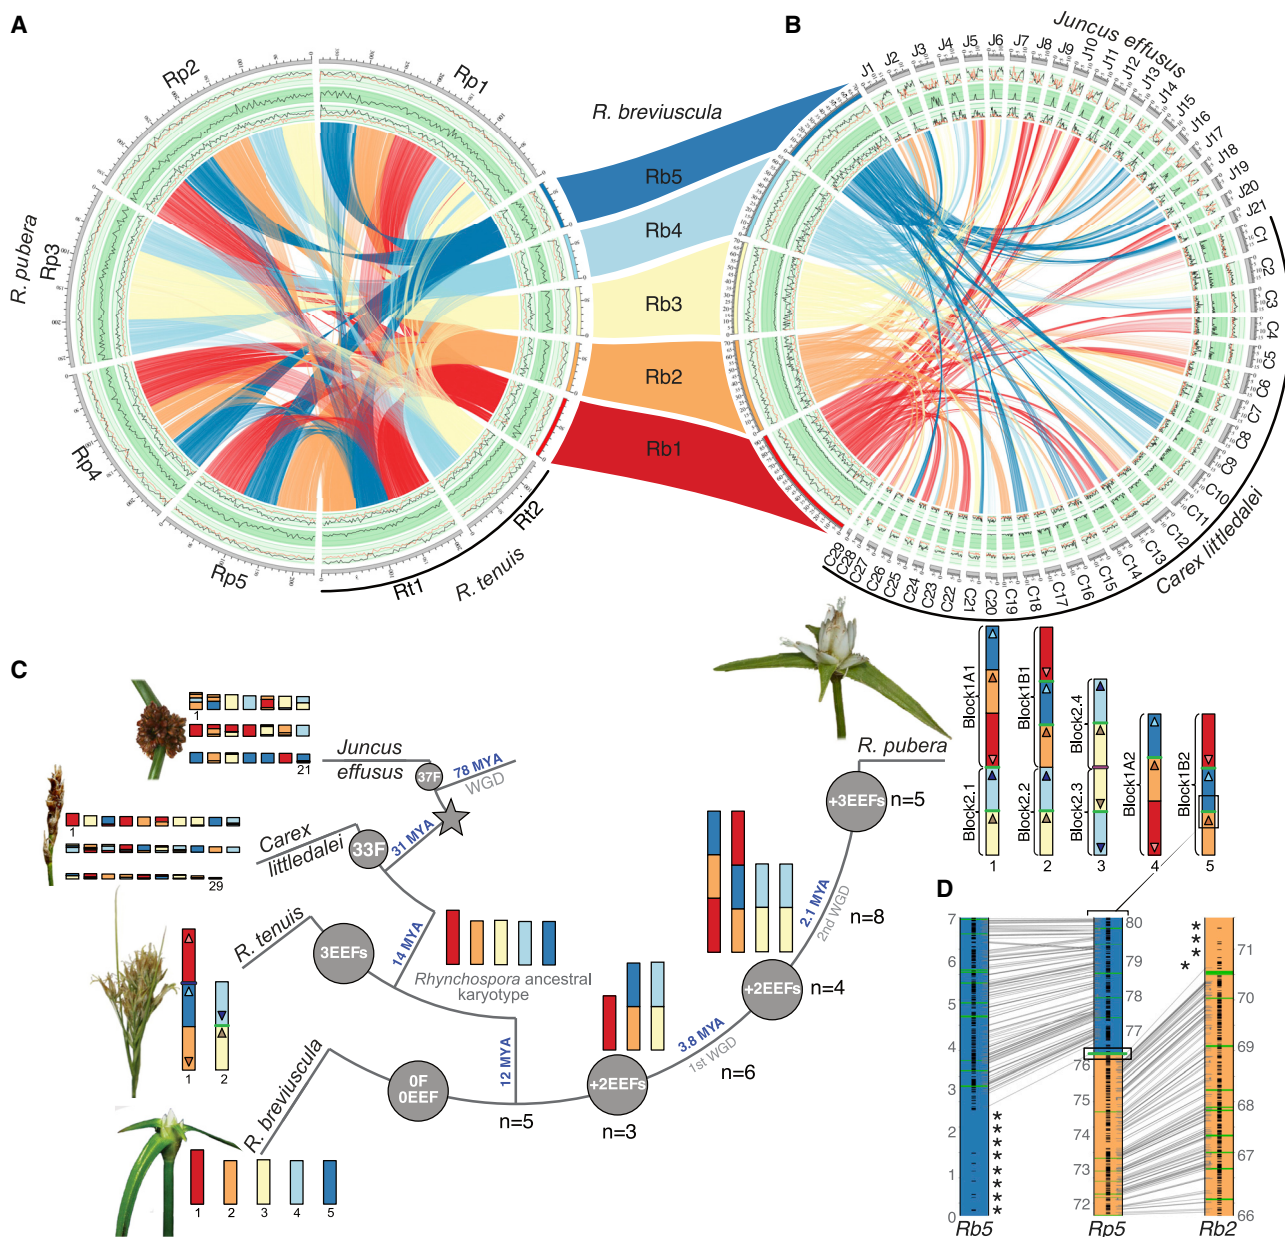 A
B
Rp2
Rp1
R. pubera
Rp3
Rp4
Rp5
Rt1
Rt2
R. tenuis
R. breviuscula
Rb5
Rb4
Rb3
Rb2
Rb1
Juncus effusus
J1
J2
J3
J4
J5
J6
J7
J8
J9
J10
J11
J12
J13
J14
J15
J16
J17
J18
J19
J20
J21
C1
C2
C3
C4
C5
C6
C7
C8
C9
C10
C11
C12
C13
C14
C15
C16
C17
C18
C19
C20
C21
C22
C23
C24
C25
C26
C27
C28
C29
Carex littledalei
C
1
21
Juncus
effusus
37F
78 MYA
WGD
1
29
Carex
littledalei
33F
31 MYA
R. tenuis
3EEFs
14 MYA
Rhynchospora ancestral
karyotype
1
2
R. breviuscula
0F
0EEF
12 MYA
n=5
1
2
3
4
5
+2EEFs
n=3
3.8 MYA
1st WGD
n=6
+2EEFs
n=4
2.1 MYA
2nd WGD
n=8
+3EEFs
n=5
R. pubera
Block1A1
Block2.1
1
Block1B1
Block2.2
2
Block2.4
Block2.3
3
Block1A2
4
Block1B2
5
D
7
6
5
4
3
2
1
0
Rb5
* * * * * * * *
80
79
78
77
76
75
74
73
72
Rp5
* * * *
71
70
69
68
67
66
Rb2